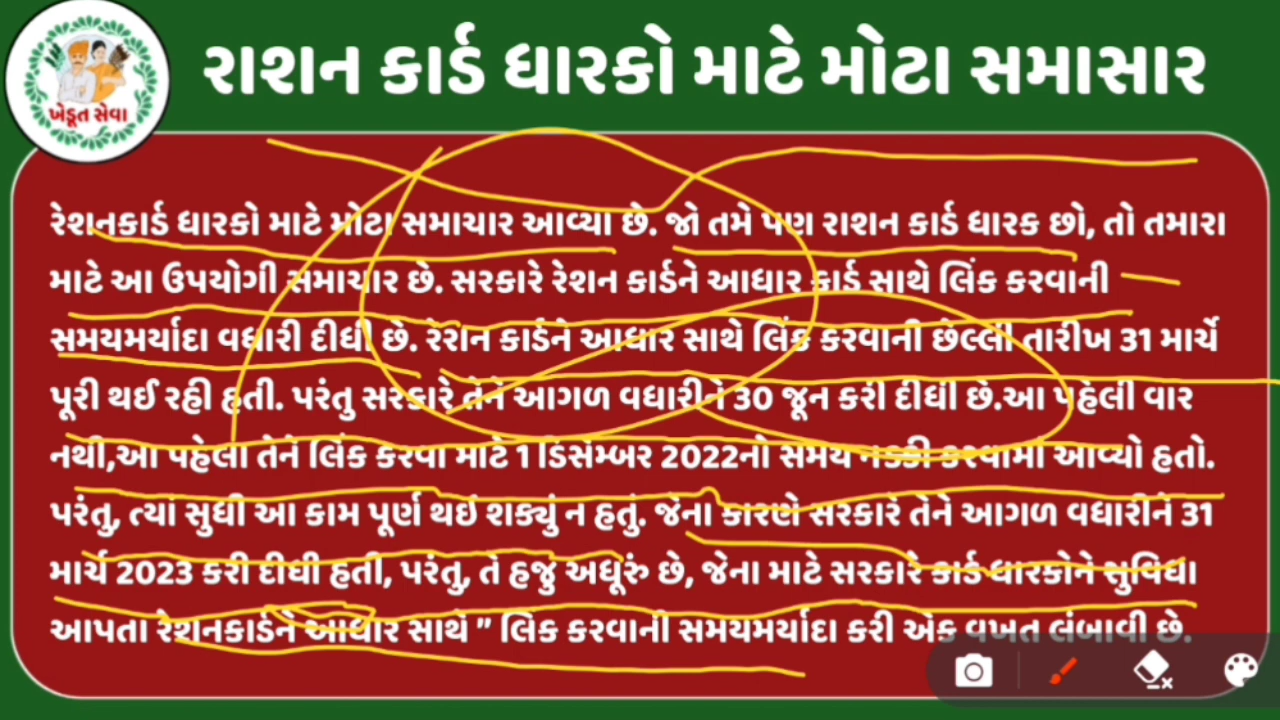 ખેડૂત સેવા
રાશન કાર્ડ ધારકો માટે મોટા સમાસાર
રેશનકાર્ડ ધારકો માટે મોટા સમાચાર આવ્યા છે. જો તમે પણ રાશન કાર્ડ ધારક છો, તો તમારા
માટે આ ઉપયોગી સમાચાર છે. સરકારે રેશન કાર્ડને આધાર કાર્ડ સાથે લિંક કરવાની
સમયમર્યાદા વધારી દીધી છે. રેશન કાર્ડને આધાર સાથે લિંક કરવાની છેલ્લી તારીખ 31 માર્ચે
પૂરી થઈ રહી હતી. પરંતુ સરકારે તેને આગળ વધારીને 30 જૂન કરી દીધી છે.આ પહેલી વાર
નથી,આ પહેલા તેને લિંક કરવા માટે 1 ડિસેમ્બર 2022નો સમય નક્કી કરવામાં આવ્યો હતો.
પરંતુ, ત્યાં સુધી આ કામ પૂર્ણ થઇ શક્યું ન હતું. જેના કારણે સરકારે તેને આગળ વધારીને 31
માર્ચ 2023 કરી દીધી હતી, પરંતુ, તે હજુ અધૂરું છે, જેના માટે સરકારે કાર્ડ ધારકોને સુવિધા
આપતા રેશનકાર્ડને આધાર સાથે " લિંક કરવાની સમયમર્યાદા કરી એક વખત લંબાવી છે.